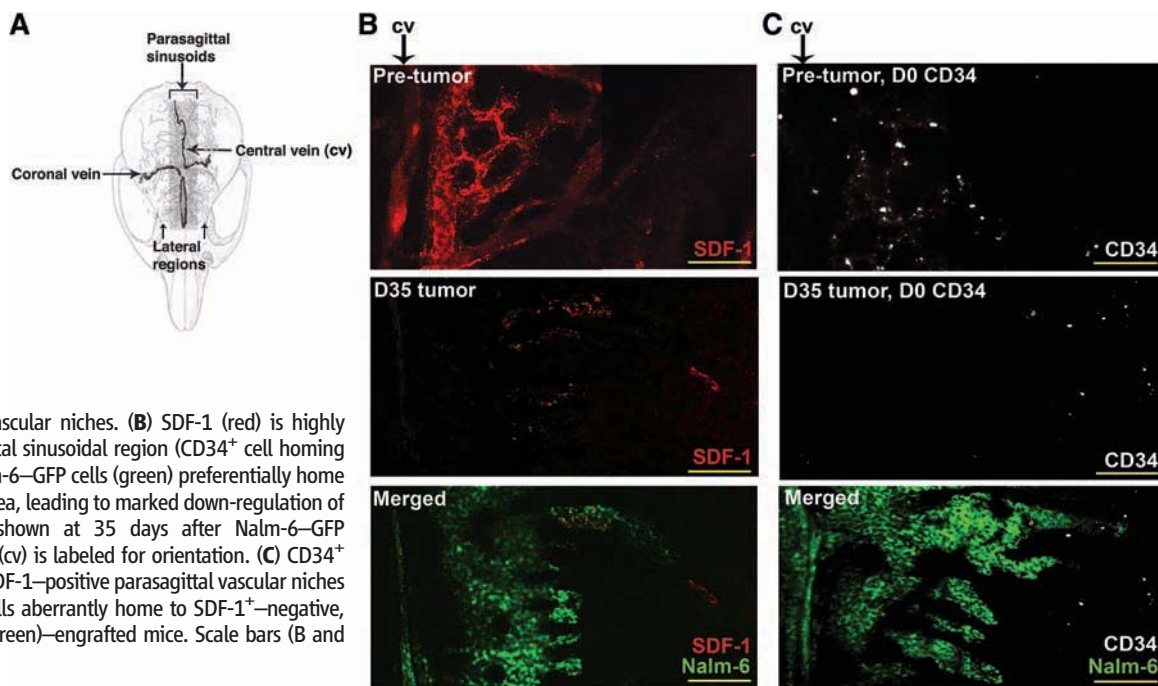 A
Parasagittal
sinusoids
Central vein (cv)
Coronal vein
Lateral
regions
B
cv
Pre-tumor
SDF-1
D35 tumor
SDF-1
Merged
SDF-1
Nalm-6
C
cv
Pre-tumor, D0 CD34
CD34
D35 tumor, D0 CD34
CD34
Merged
CD34
Nalm-6
ascular niches. (B) SDF-1 (red) is highly
tal sinusoidal region (CD34+ cell homing
n-6–GFP cells (green) preferentially home
ea, leading to marked down-regulation of
shown at 35 days after Nalm-6–GFP
(cv) is labeled for orientation. (C) CD34+
DF-1–positive parasagittal vascular niches
lls aberrantly home to SDF-1+–negative,
green)–engrafted mice. Scale bars (B and